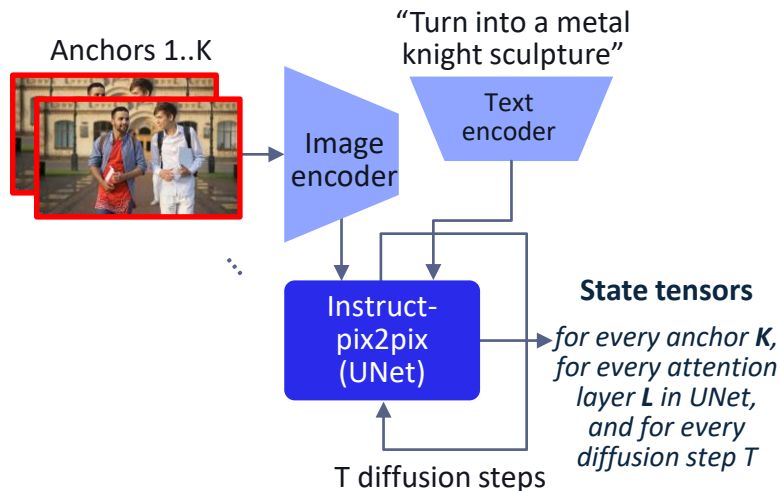 “Turn into a metal
knight sculpture”
Anchors 1..K
Text
encoder
Image
encoder
...
Instruct-
pix2pix
(UNet)
State tensors
for every anchor K,
for every attention
layer L in UNet,
and for every
diffusion step T
T diffusion steps